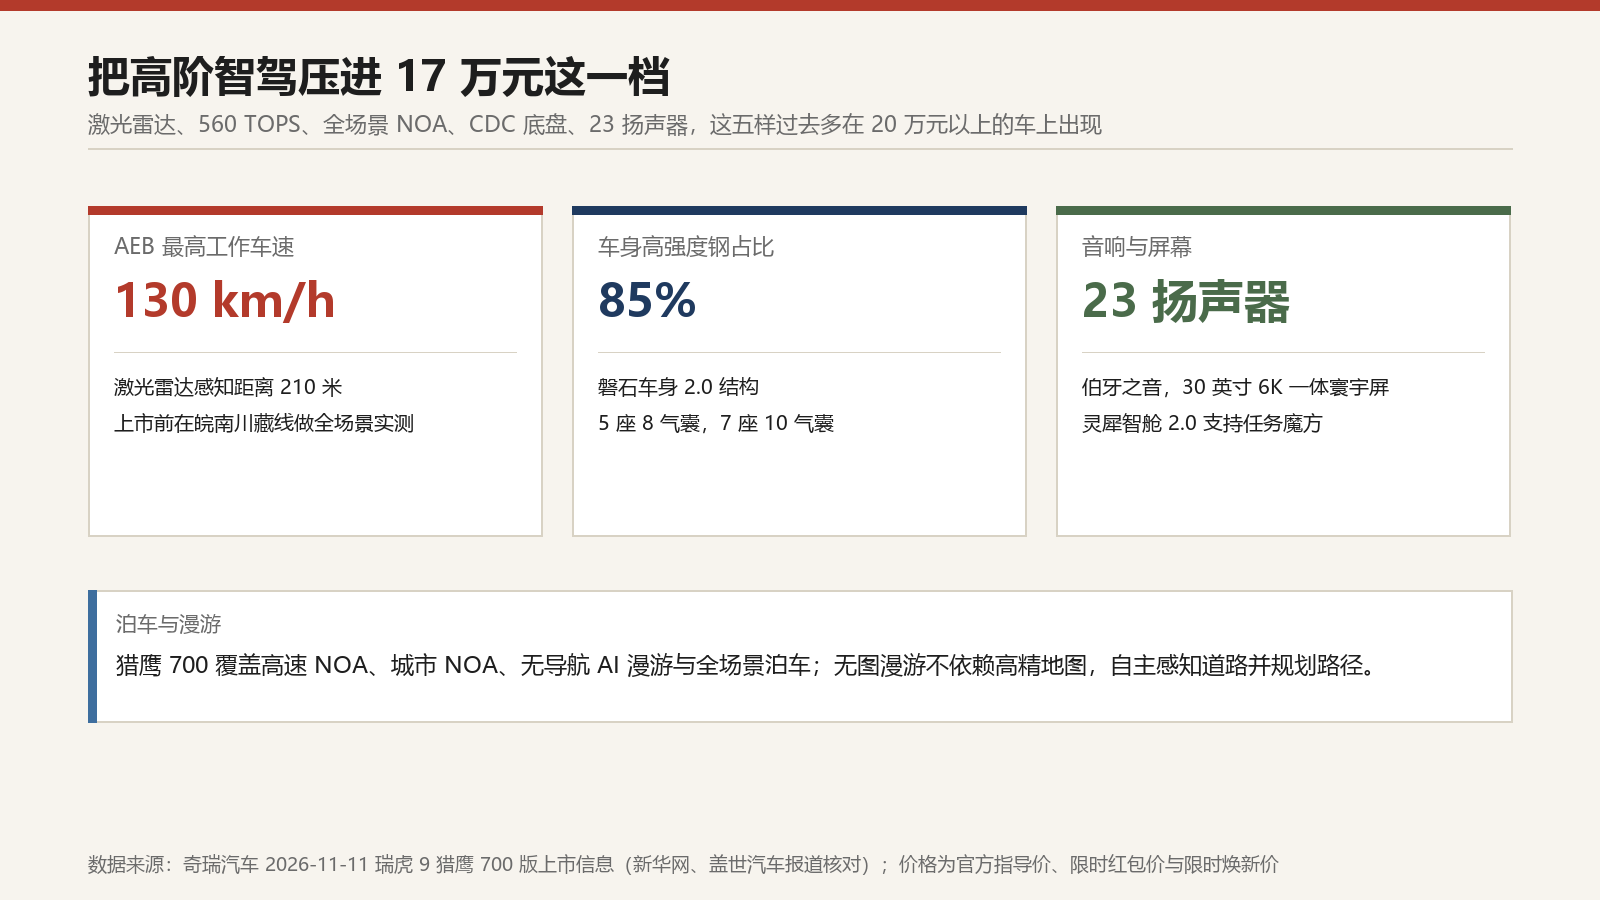 把高阶智驾压进 17 万元这一档
激光雷达、560 TOPS、全场景 NOA、CDC 底盘、23 扬声器，这五样过去多在 20 万元以上的车上出现
AEB 最高工作车速
130 km/h
激光雷达感知距离 210 米
上市前在皖南川藏线做全场景实测
车身高强度钢占比
85%
磐石车身 2.0 结构
5 座 8 气囊，7 座 10 气囊
音响与屏幕
23 扬声器
伯牙之音，30 英寸 6K 一体寰宇屏
灵犀智舱 2.0 支持任务魔方
泊车与漫游
猎鹰 700 覆盖高速 NOA、城市 NOA、无导航 AI 漫游与全场景泊车；无图漫游不依赖高精地图，自主感知道路并规划路径。
数据来源：奇瑞汽车 2026-11-11 瑞虎 9 猎鹰 700 版上市信息（新华网、盖世汽车报道核对）；价格为官方指导价、限时红包价与限时焕新价